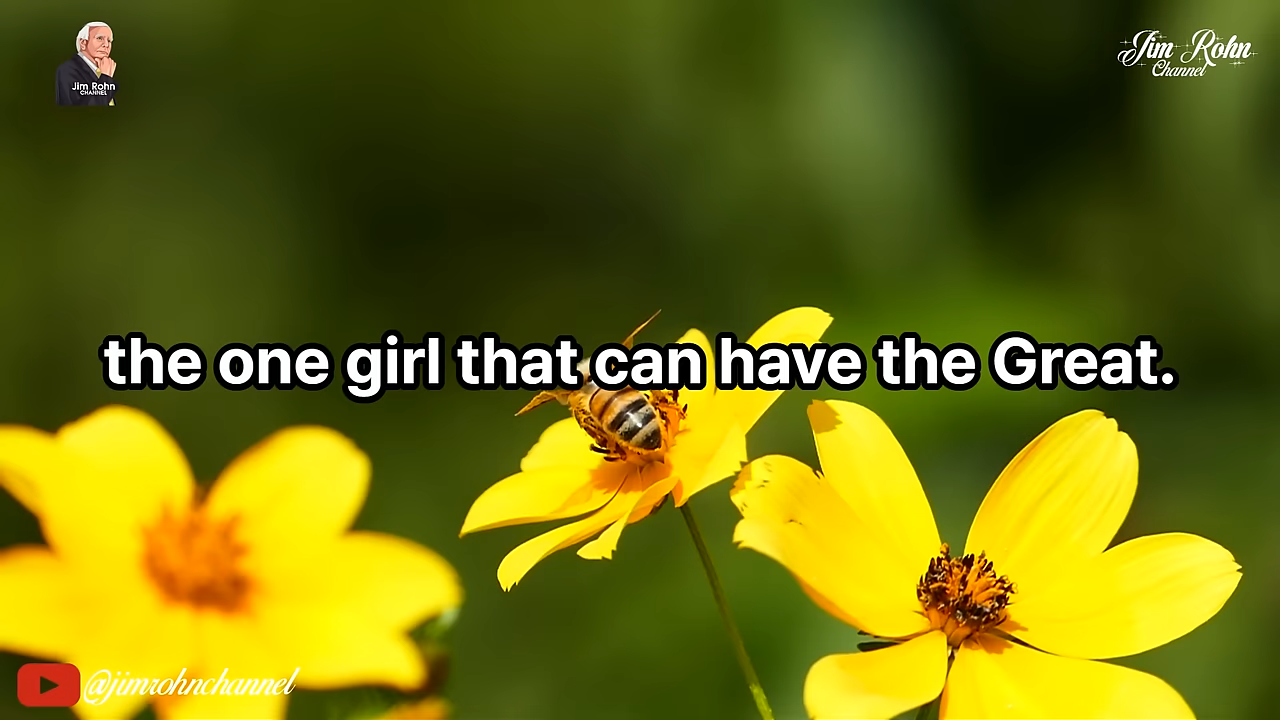 Jim Rohn
CHANNEL
Jim Rohn
Channel
the one girl that can have the Great.
@jimrohnchannel